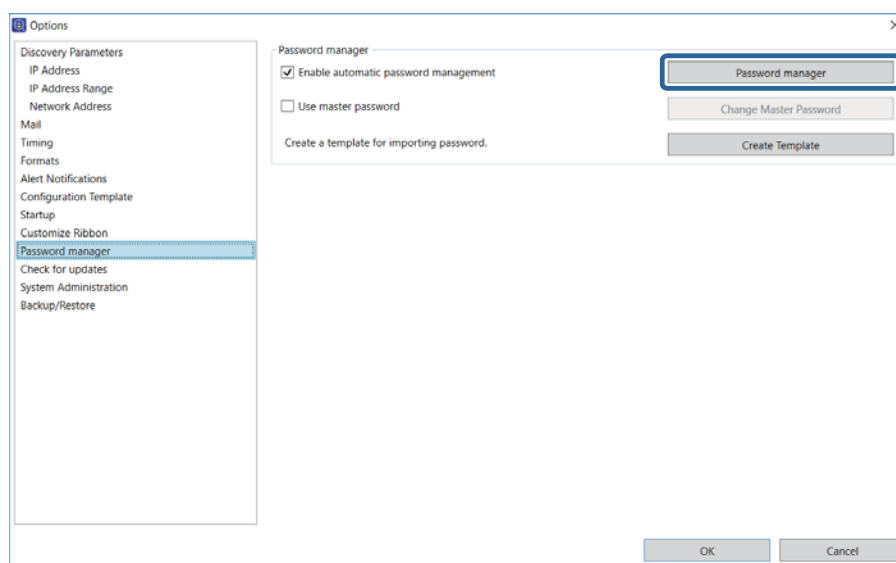 Options
Discovery Parameters
IP Address
IP Address Range
Network Address
Mail
Timing
Formats
Alert Notifications
Configuration Template
Startup
Customize Ribbon
Password manager
Check for updates
System Administration
Backup/Restore
Password manager
Enable automatic password management
Password manager
Use master password
Change Master Password
Create a template for importing password.
Create Template
OK
Cancel